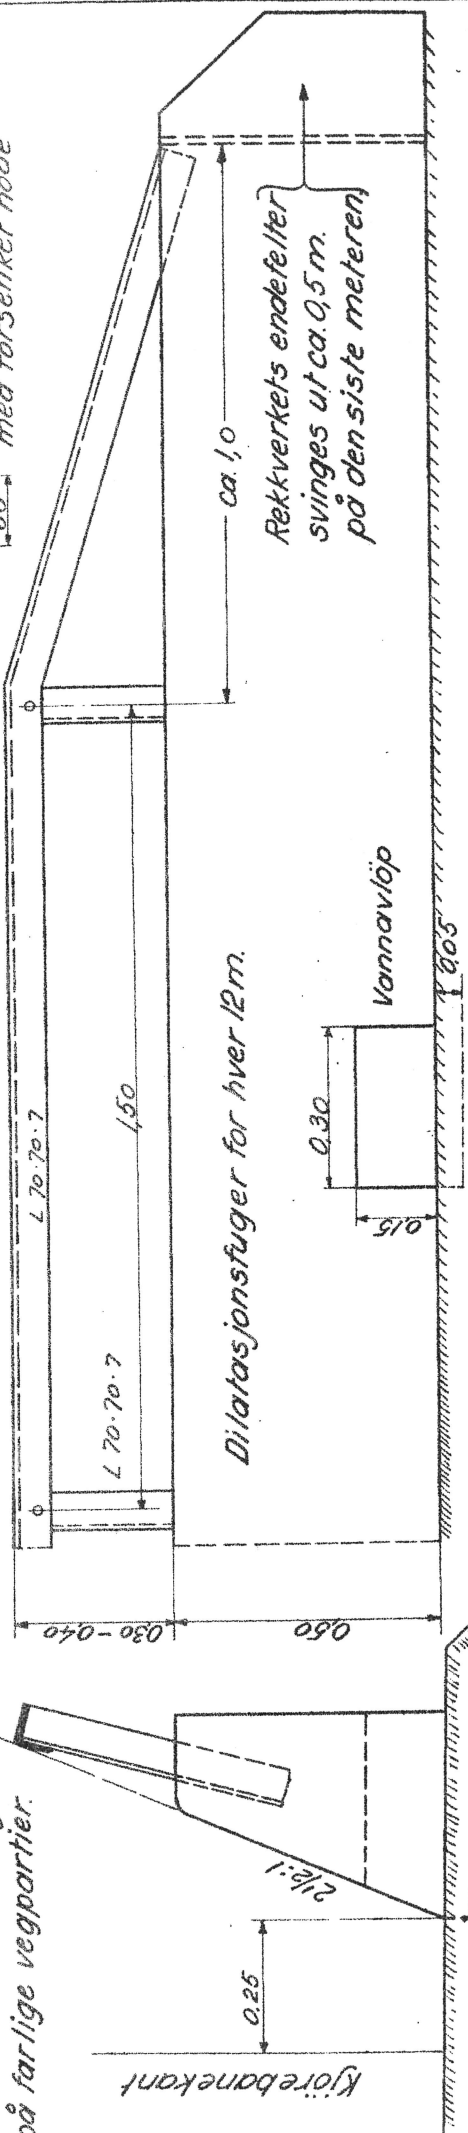 på farlige vegpartier.
med forsenket hode
L 70·70·7
L 70·70·7
1,50
ca. 1,0
Rekkverkets endefelter
svinges ut ca. 0,5 m.
på den siste meteren,
Dilatasjonsfuger for hver 12 m.
0,30
0,15
Vannavlöp
0,05
0,30 - 0,40
0,50
2½:1
0.25
Kjörebanekant